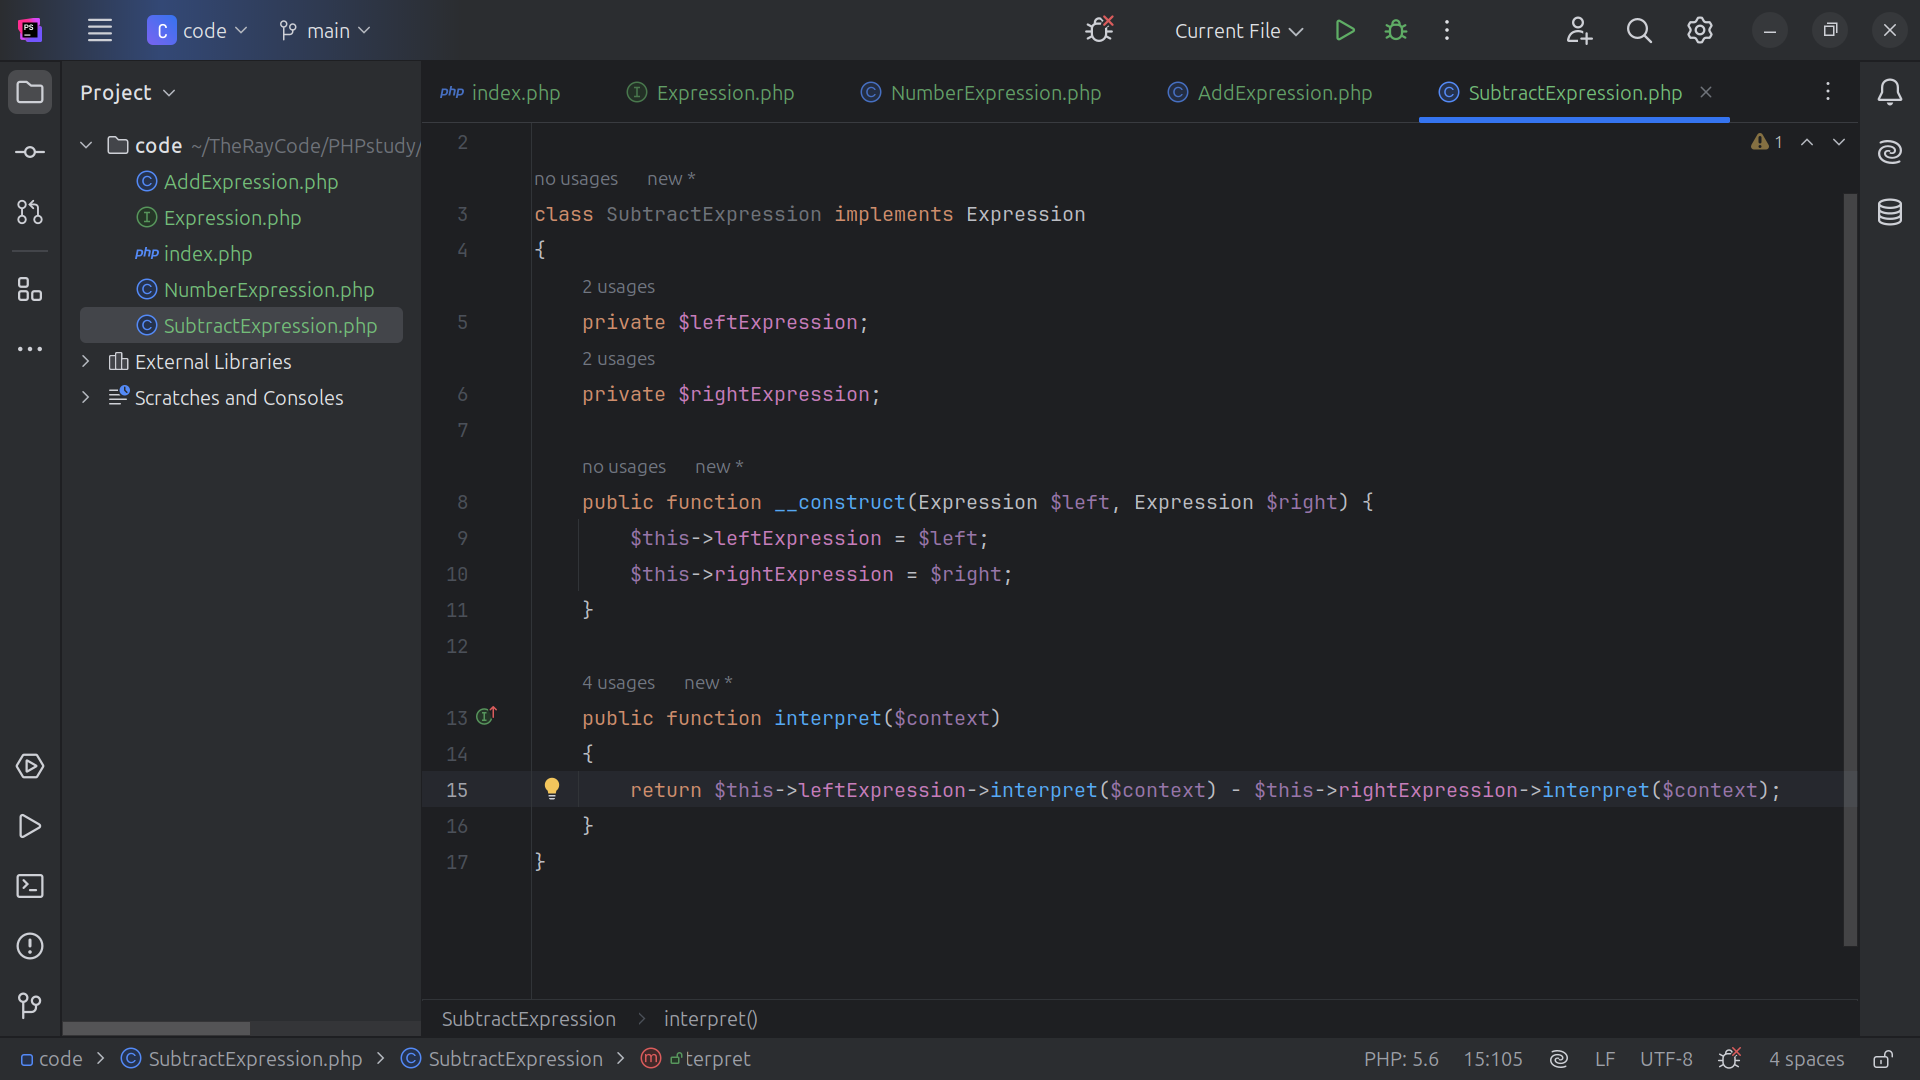 PS
C code
main
Current File
Project
php index.php
Expression.php
NumberExpression.php
AddExpression.php
SubtractExpression.php
code ~/TheRayCode/PHPstudy/
AddExpression.php
Expression.php
php index.php
NumberExpression.php
SubtractExpression.php
External Libraries
Scratches and Consoles
1
2
no usages new *
3 class SubtractExpression implements Expression
4 {
2 usages
5 private $leftExpression;
2 usages
6 private $rightExpression;
7
no usages new *
8 public function __construct(Expression $left, Expression $right) {
9 $this->leftExpression = $left;
10 $this->rightExpression = $right;
11 }
12
4 usages new *
13 public function interpret($context)
14 {
15 return $this->leftExpression->interpret($context) - $this->rightExpression->interpret($context);
16 }
17 }
SubtractExpression > interpret()
code > SubtractExpression.php > SubtractExpression > terpret
PHP: 5.6 15:105 LF UTF-8 4 spaces